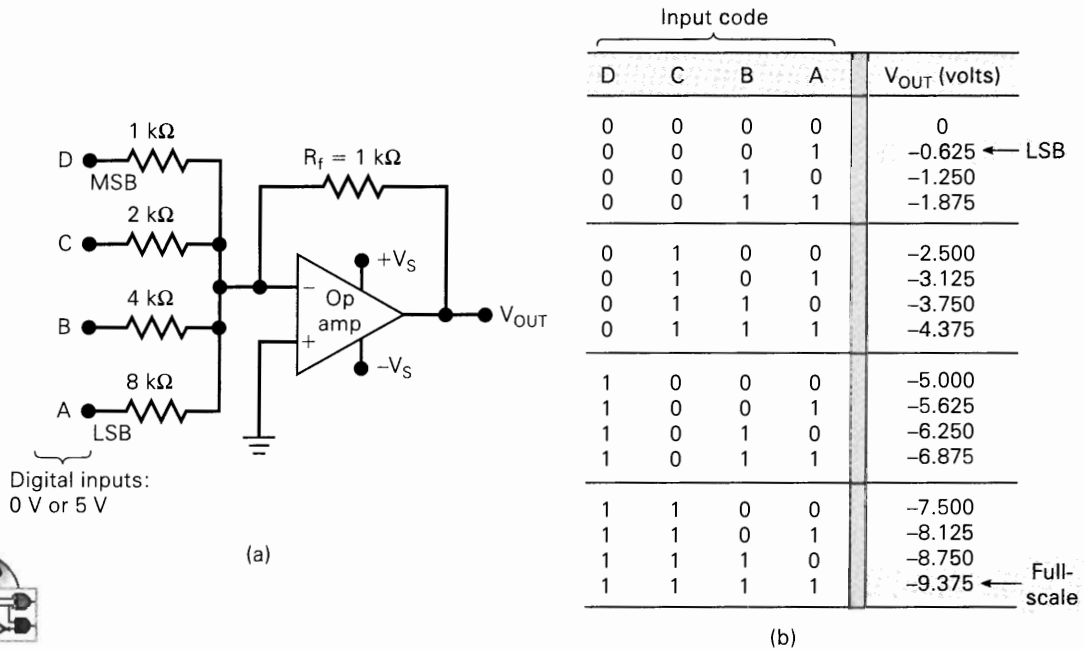 1 kΩ
D
MSB
2 kΩ
C
4 kΩ
B
8 kΩ
A
LSB
Digital inputs:
0 V or 5 V
R_f = 1 kΩ
+V_S
−
Op
amp
+
−V_S
V_OUT
(a)
Input code
D C B A V_OUT (volts)
0 0 0 0 0
0 0 0 1 −0.625 LSB
0 0 1 0 −1.250
0 0 1 1 −1.875
0 1 0 0 −2.500
0 1 0 1 −3.125
0 1 1 0 −3.750
0 1 1 1 −4.375
1 0 0 0 −5.000
1 0 0 1 −5.625
1 0 1 0 −6.250
1 0 1 1 −6.875
1 1 0 0 −7.500
1 1 0 1 −8.125
1 1 1 0 −8.750
1 1 1 1 −9.375 Full-
scale
(b)